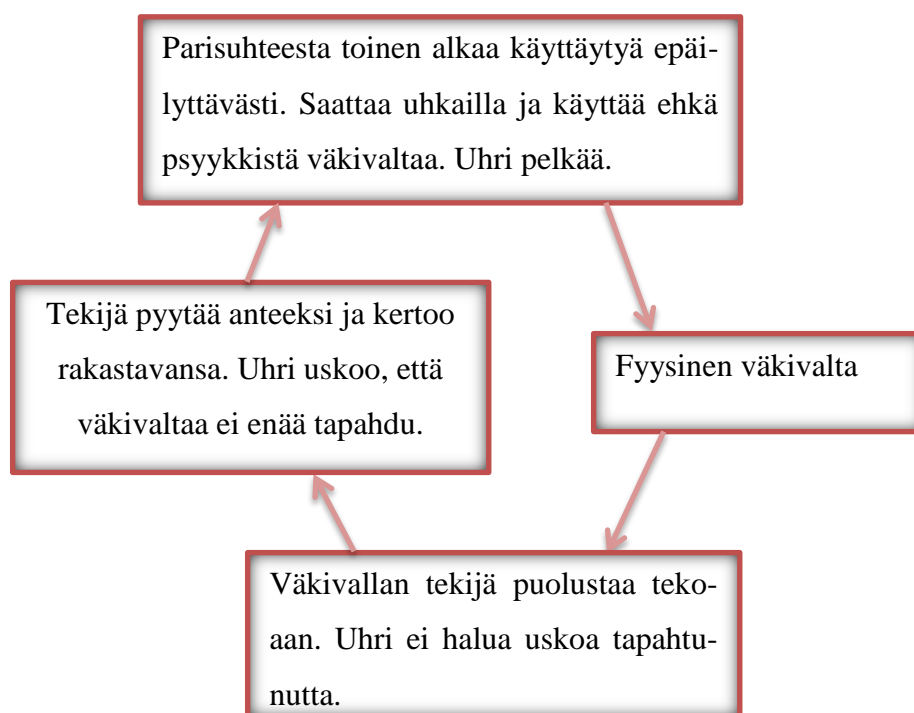 Parisuhteesta toinen alkaa käyttäytyä epäi-
lyttävästi. Saattaa uhkailla ja käyttää ehkä
psyykkistä väkivaltaa. Uhri pelkää.
Fyysinen väkivalta
Väkivallan tekijä puolustaa teko-
aan. Uhri ei halua uskoa tapahtu-
nutta.
Tekijä pyytää anteeksi ja kertoo
rakastavansa. Uhri uskoo, että
väkivaltaa ei enää tapahdu.